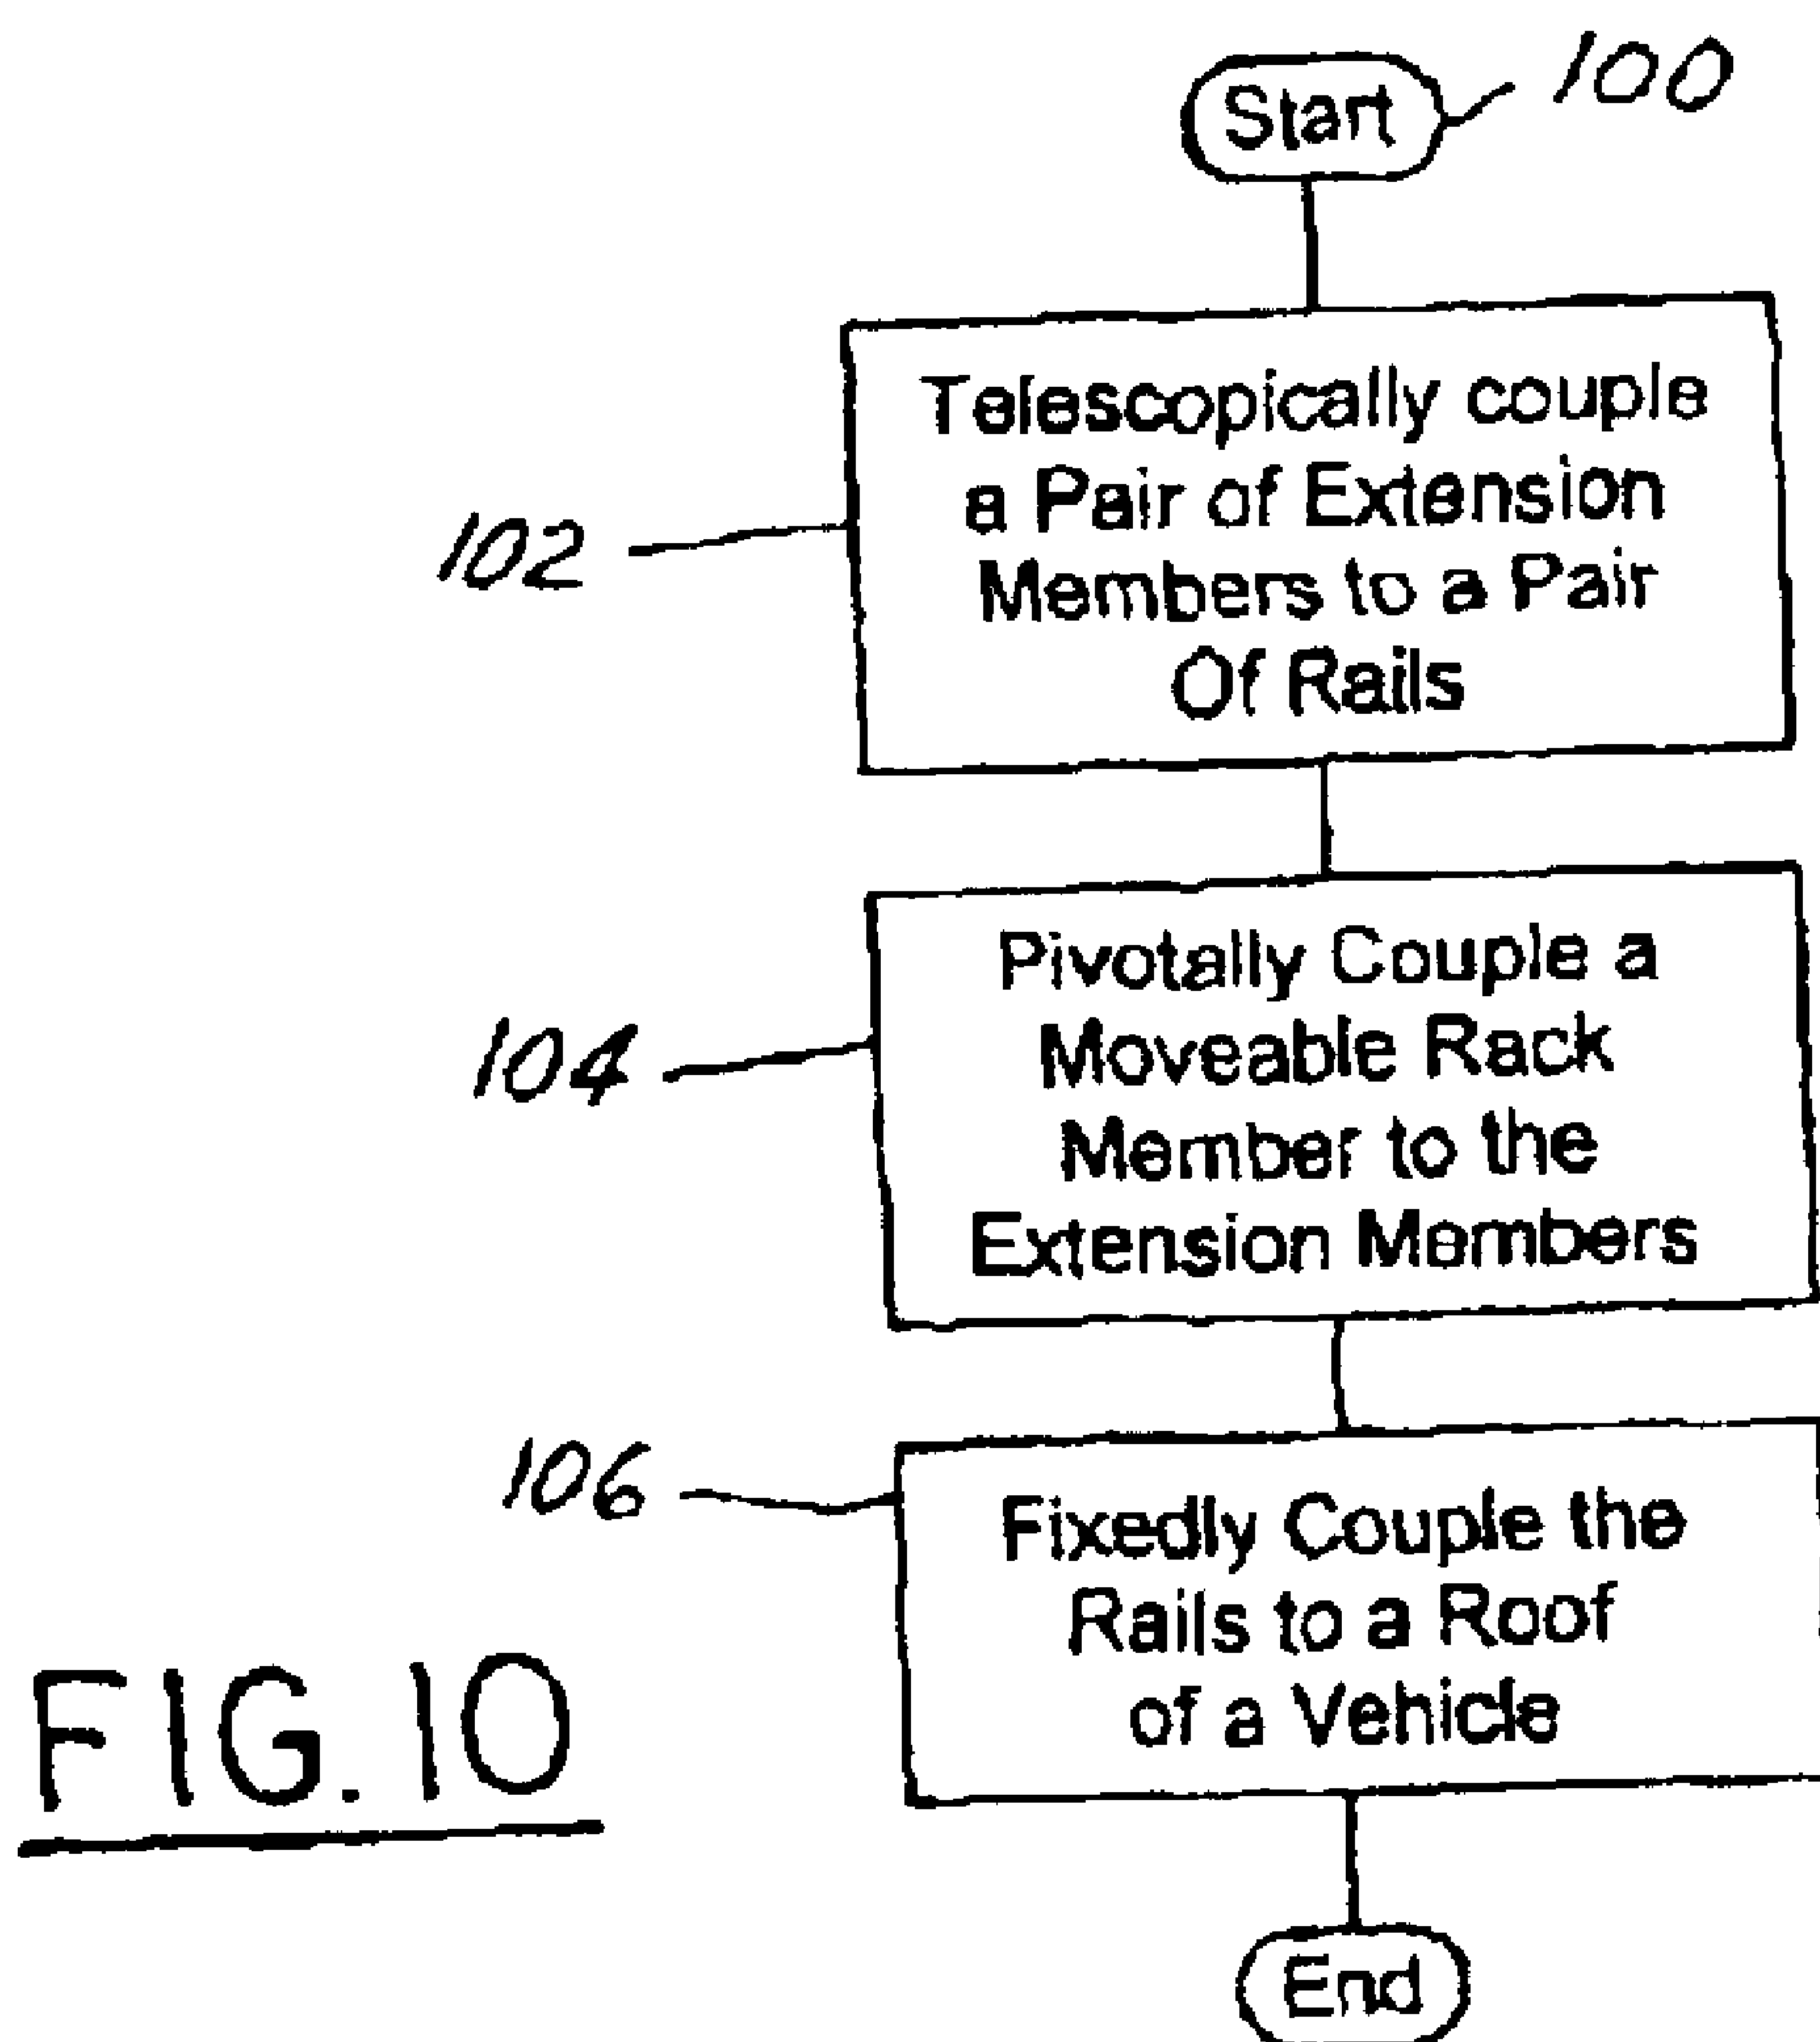 Start
100
Telescopically couple
a Pair of Extension
Members to a Pair
Of Rails
102
Pivotally Couple a
Moveable Rack
Member to the
Extension Members
104
106
Fixedly Couple the
Rails to a Roof
of a Vehicle
FIG. 10
End